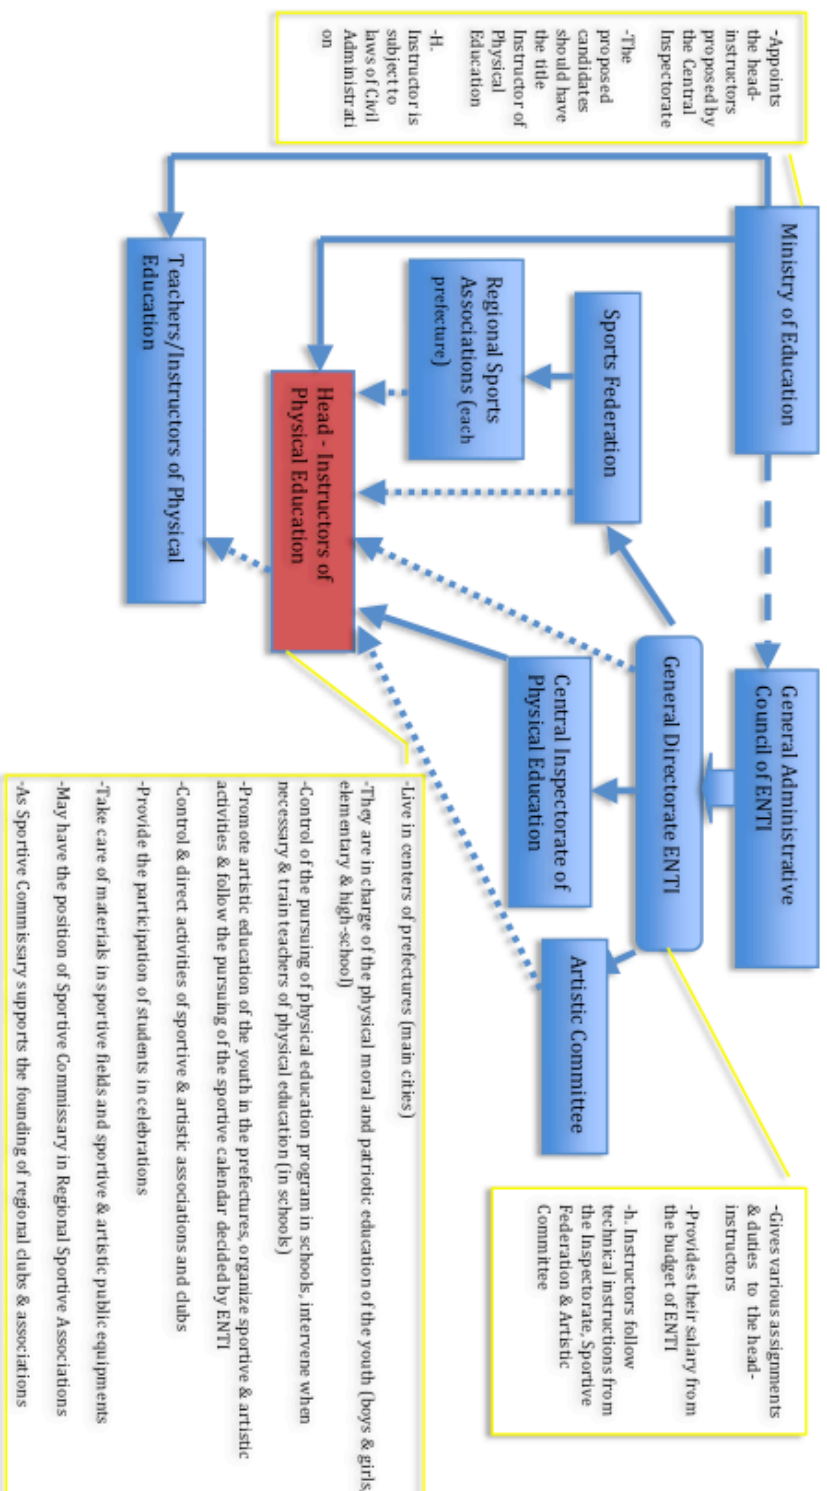 -Appoints
the head-
instructors
proposed by
the Central
Inspectorate
-The
proposed
candidates
should have
the title
Instructor of
Physical
Education
-H.
Instructor is
subject to
laws of Civil
Administrati
on
Ministry of Education
General Administrative
Council of ENTI
Sports Federation
General Directorate ENTI
Regional Sports
Associations (each
prefecture)
Central Inspectorate of
Physical Education
Artistic Committee
Head - Instructors of
Physical Education
Teachers/Instructors of Physical
Education
-Gives various assignments
& duties to the head-
instructors
-Provides their salary from
the budget of ENTI
-h. Instructors follow
technical instructions from
the Inspectorate, Sportive
Federation & Artistic
Committee
-Live in centers of prefectures (main cities)
-They are in charge of the physical moral and patriotic education of the youth (boys & girls,
elementary & high-school)
-Control of the pursuing of physical education program in schools, intervene when
necessary & train teachers of physical education (in schools)
-Promote artistic education of the youth in the prefectures, organize sportive & artistic
activities & follow the pursuing of the sportive calendar decided by ENTI
-Control & direct activities of sportive & artistic associations and clubs
-Provide the participation of students in celebrations
-Take care of materials in sportive fields and sportive & artistic public equipments
-May have the position of Sportive Commissary in Regional Sportive Associations
-As Sportive Commissary supports the founding of regional clubs & associations